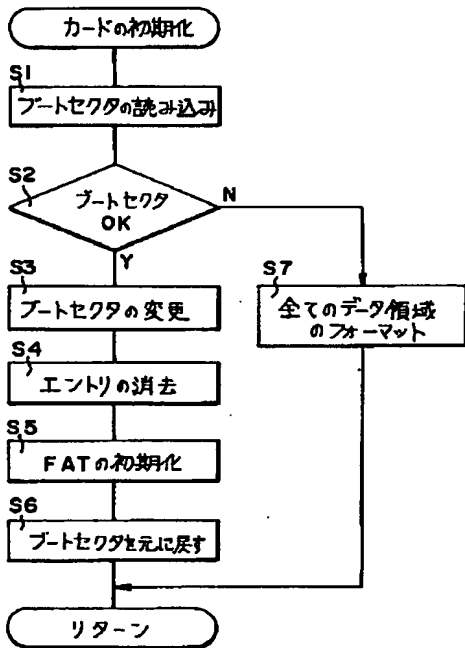 カードの初期化
S1
ブートセクタの読み込み
S2
ブートセクタ
OK
N
Y
S3
ブートセクタの変更
S7
全てのデータ領域
のフォーマット
S4
エントリの消去
S5
FATの初期化
S6
ブートセクタを元に戻す
リターン